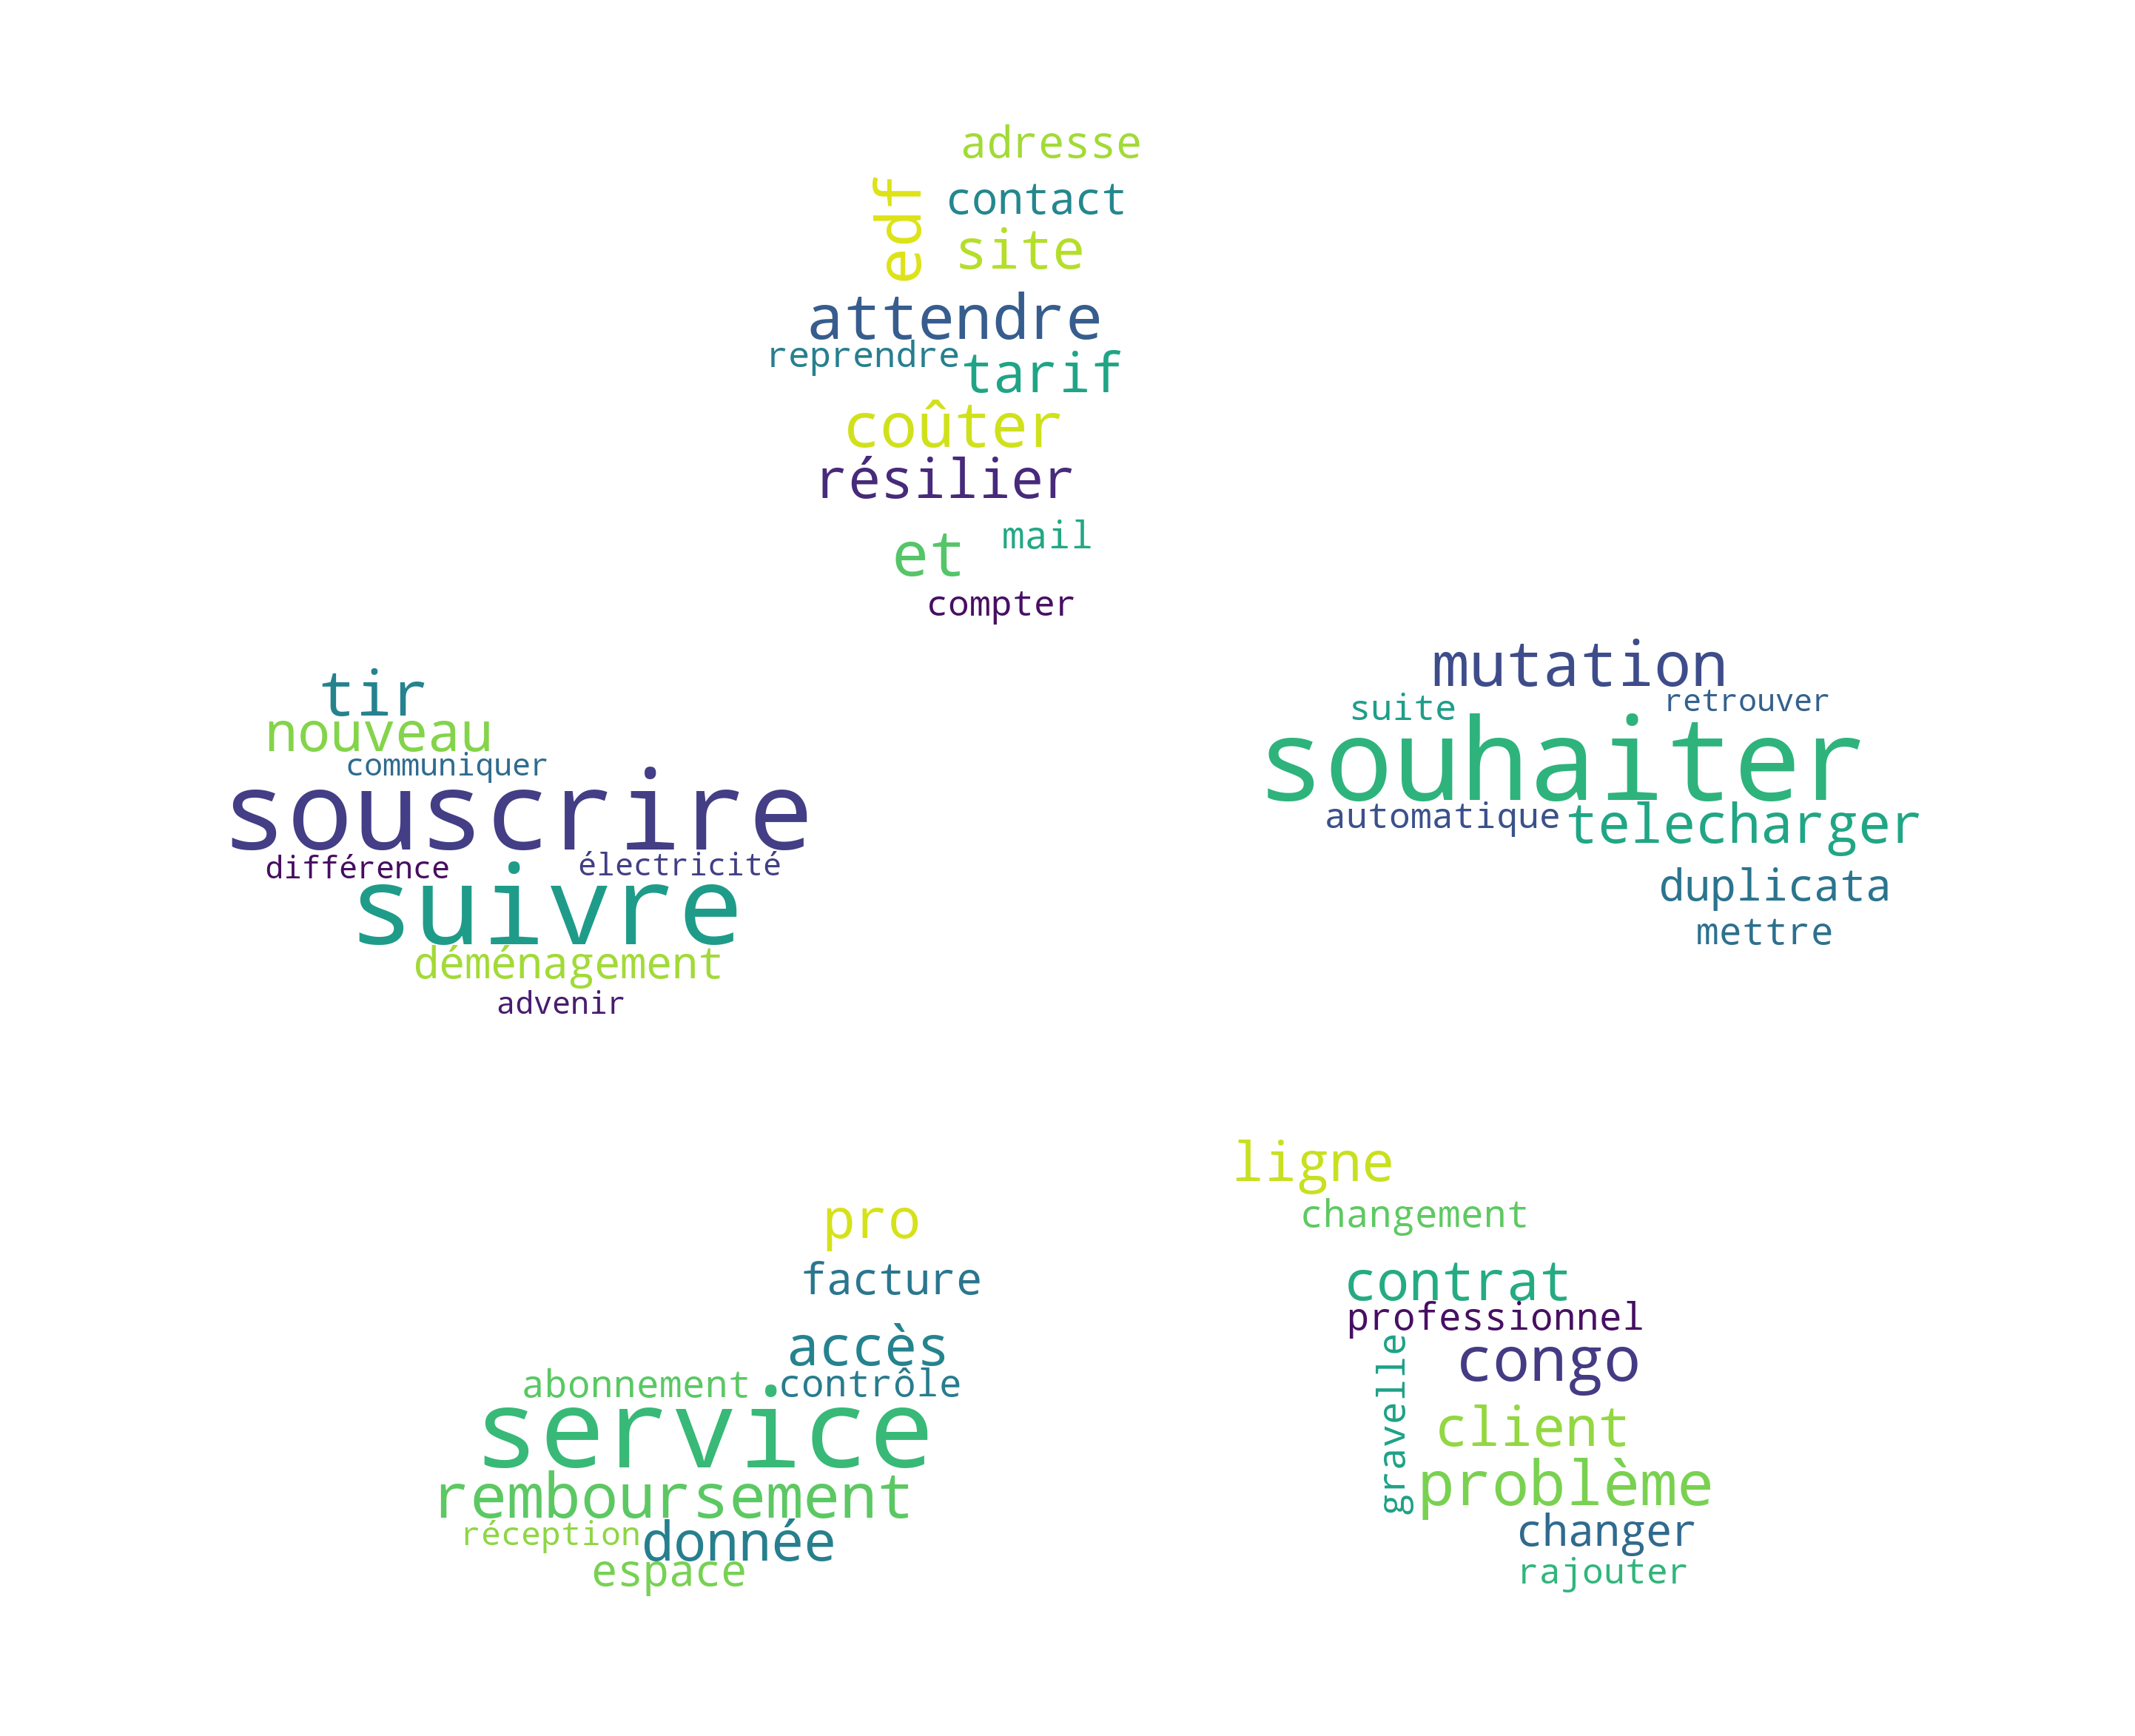 adresse
edf
contact
site
attendre
reprendre
tarif
coûter
résilier
mail
et
compter
tir
nouveau
communiquer
souscrire
différence
électricité
suivre
déménagement
advenir
mutation
suite
retrouver
souhaiter
automatique
telecharger
duplicata
mettre
pro
facture
accès
abonnement
contrôle
service
remboursement
réception
donnée
espace
ligne
changement
contrat
professionnel
gravelle
congo
client
problème
changer
rajouter